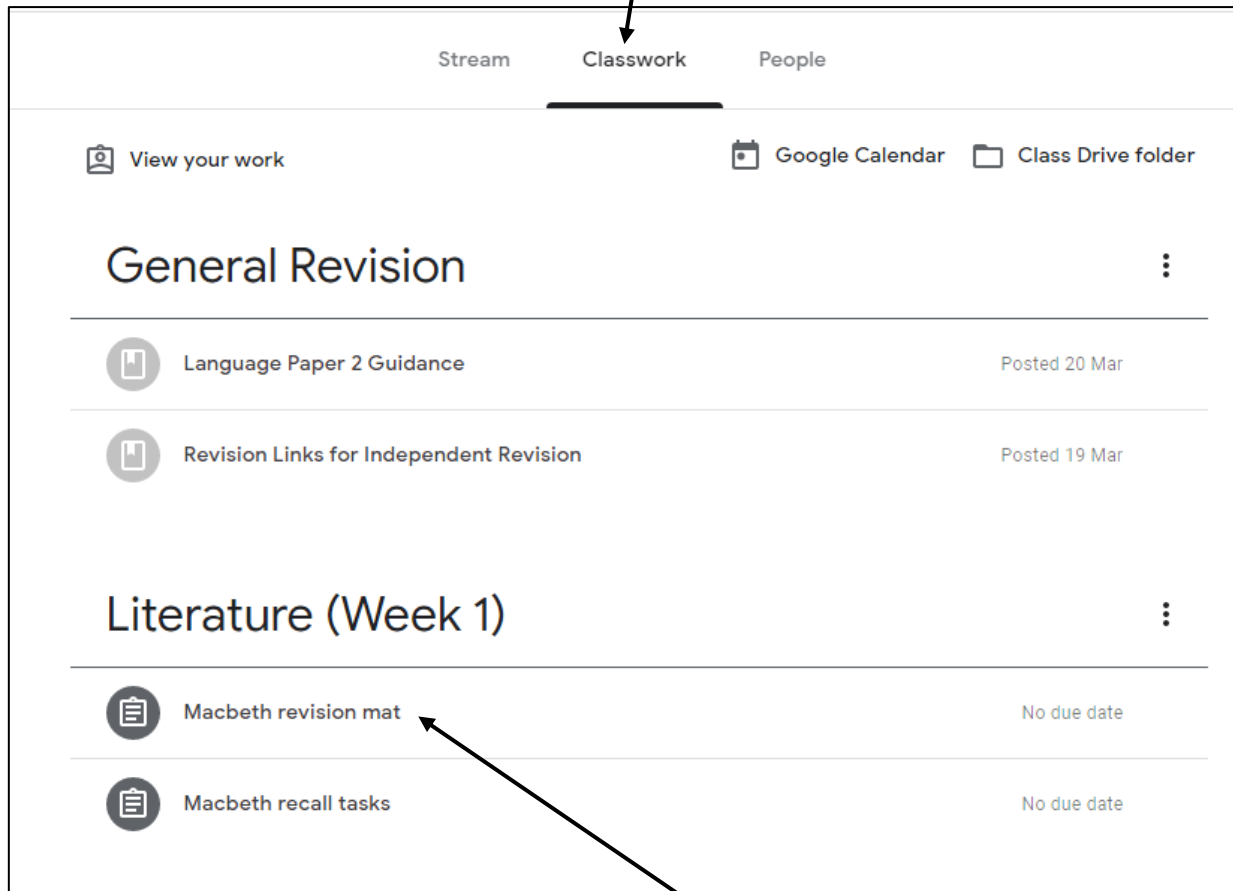 Stream Classwork People
View your work Google Calendar Class Drive folder
General Revision
Language Paper 2 Guidance Posted 20 Mar
Revision Links for Independent Revision Posted 19 Mar
Literature (Week 1)
Macbeth revision mat No due date
Macbeth recall tasks No due date